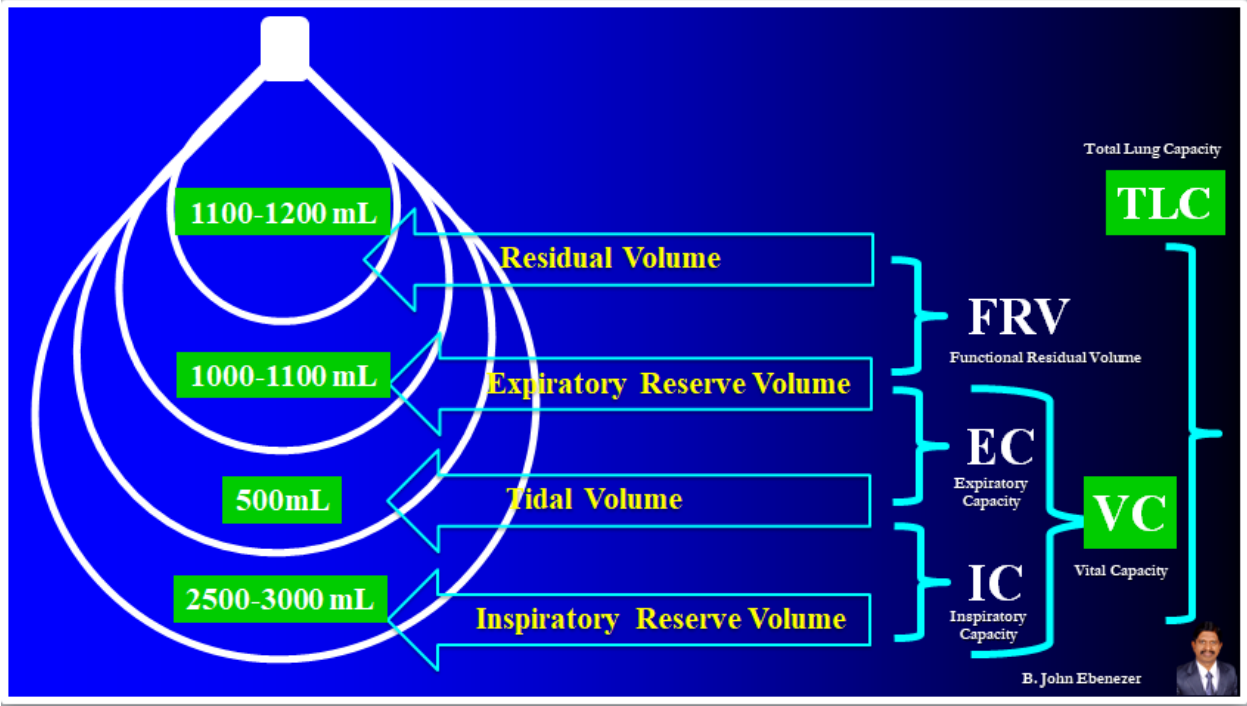 Total Lung Capacity
TLC
1100-1200 mL
Residual Volume
FRV
Functional Residual Volume
1000-1100 mL
Expiratory Reserve Volume
EC
Expiratory
Capacity
500mL
Tidal Volume
VC
Vital Capacity
IC
Inspiratory
Capacity
2500-3000 mL
Inspiratory Reserve Volume
B. John Ebenezer